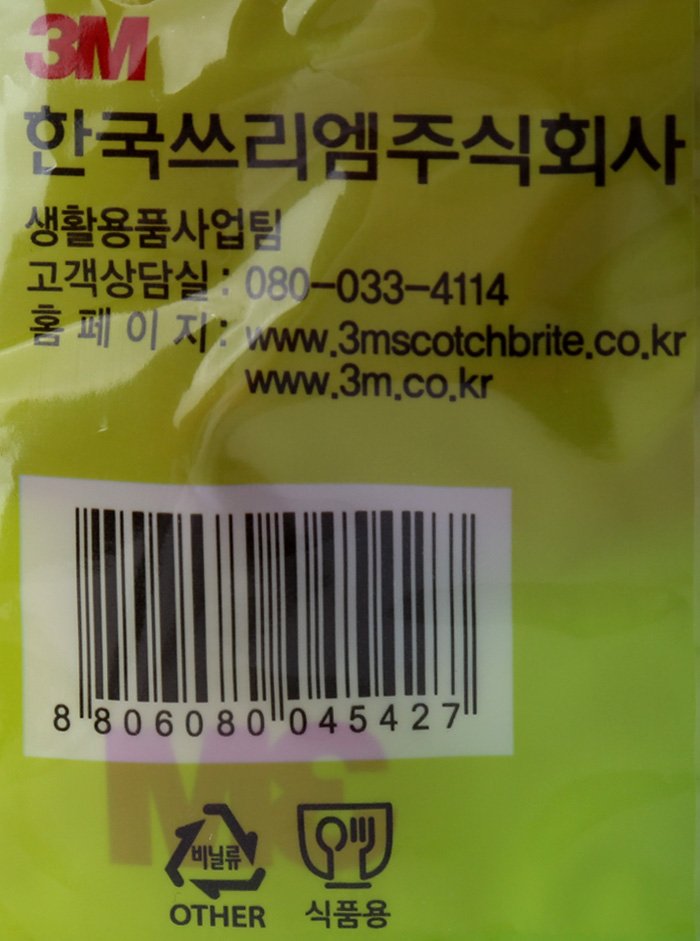 3M
한국쓰리엠주식회사
생활용품사업팀
고객상담실 : 080-033-4114
홈 페 이 지 : www.3mscotchbrite.co.kr
www.3m.co.kr
8 806080 045427
비닐류
OTHER
식품용